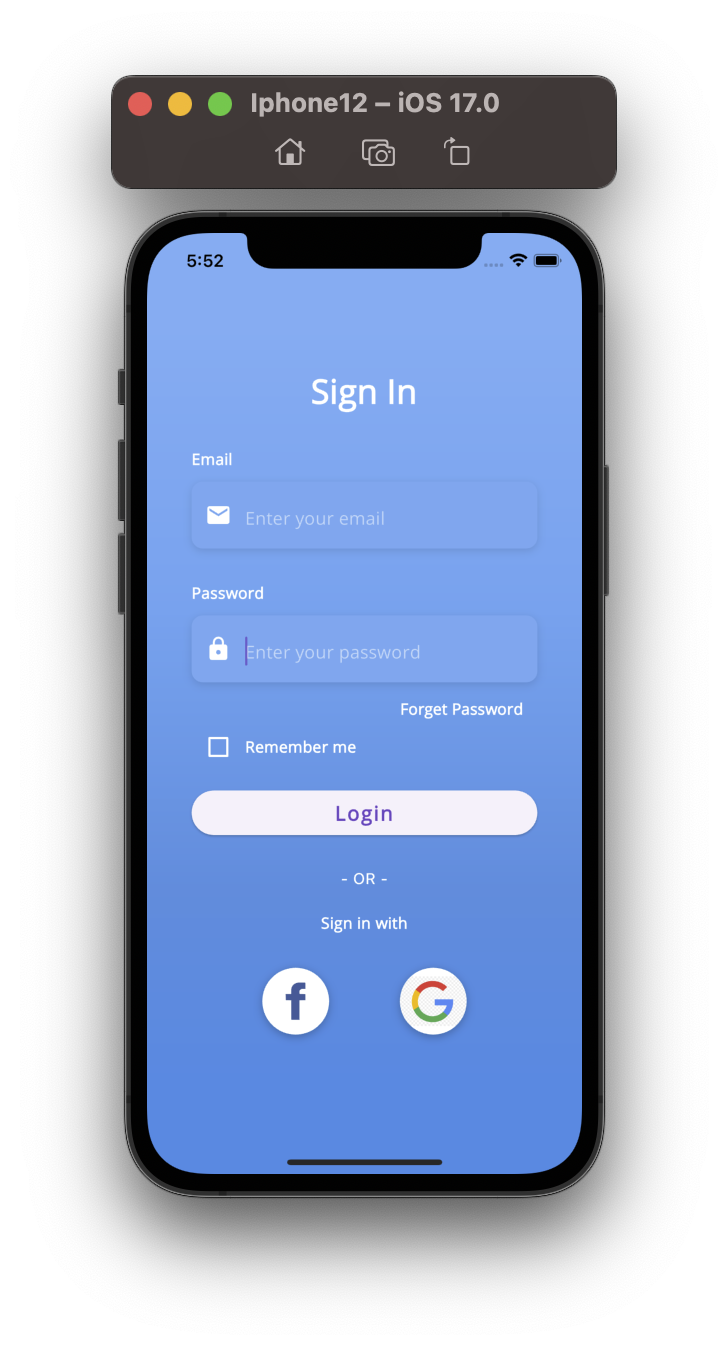 Iphone12 – iOS 17.0
5:52
Sign In
Email
Enter your email
Password
Enter your password
Forget Password
Remember me
Login
- OR -
Sign in with
f G